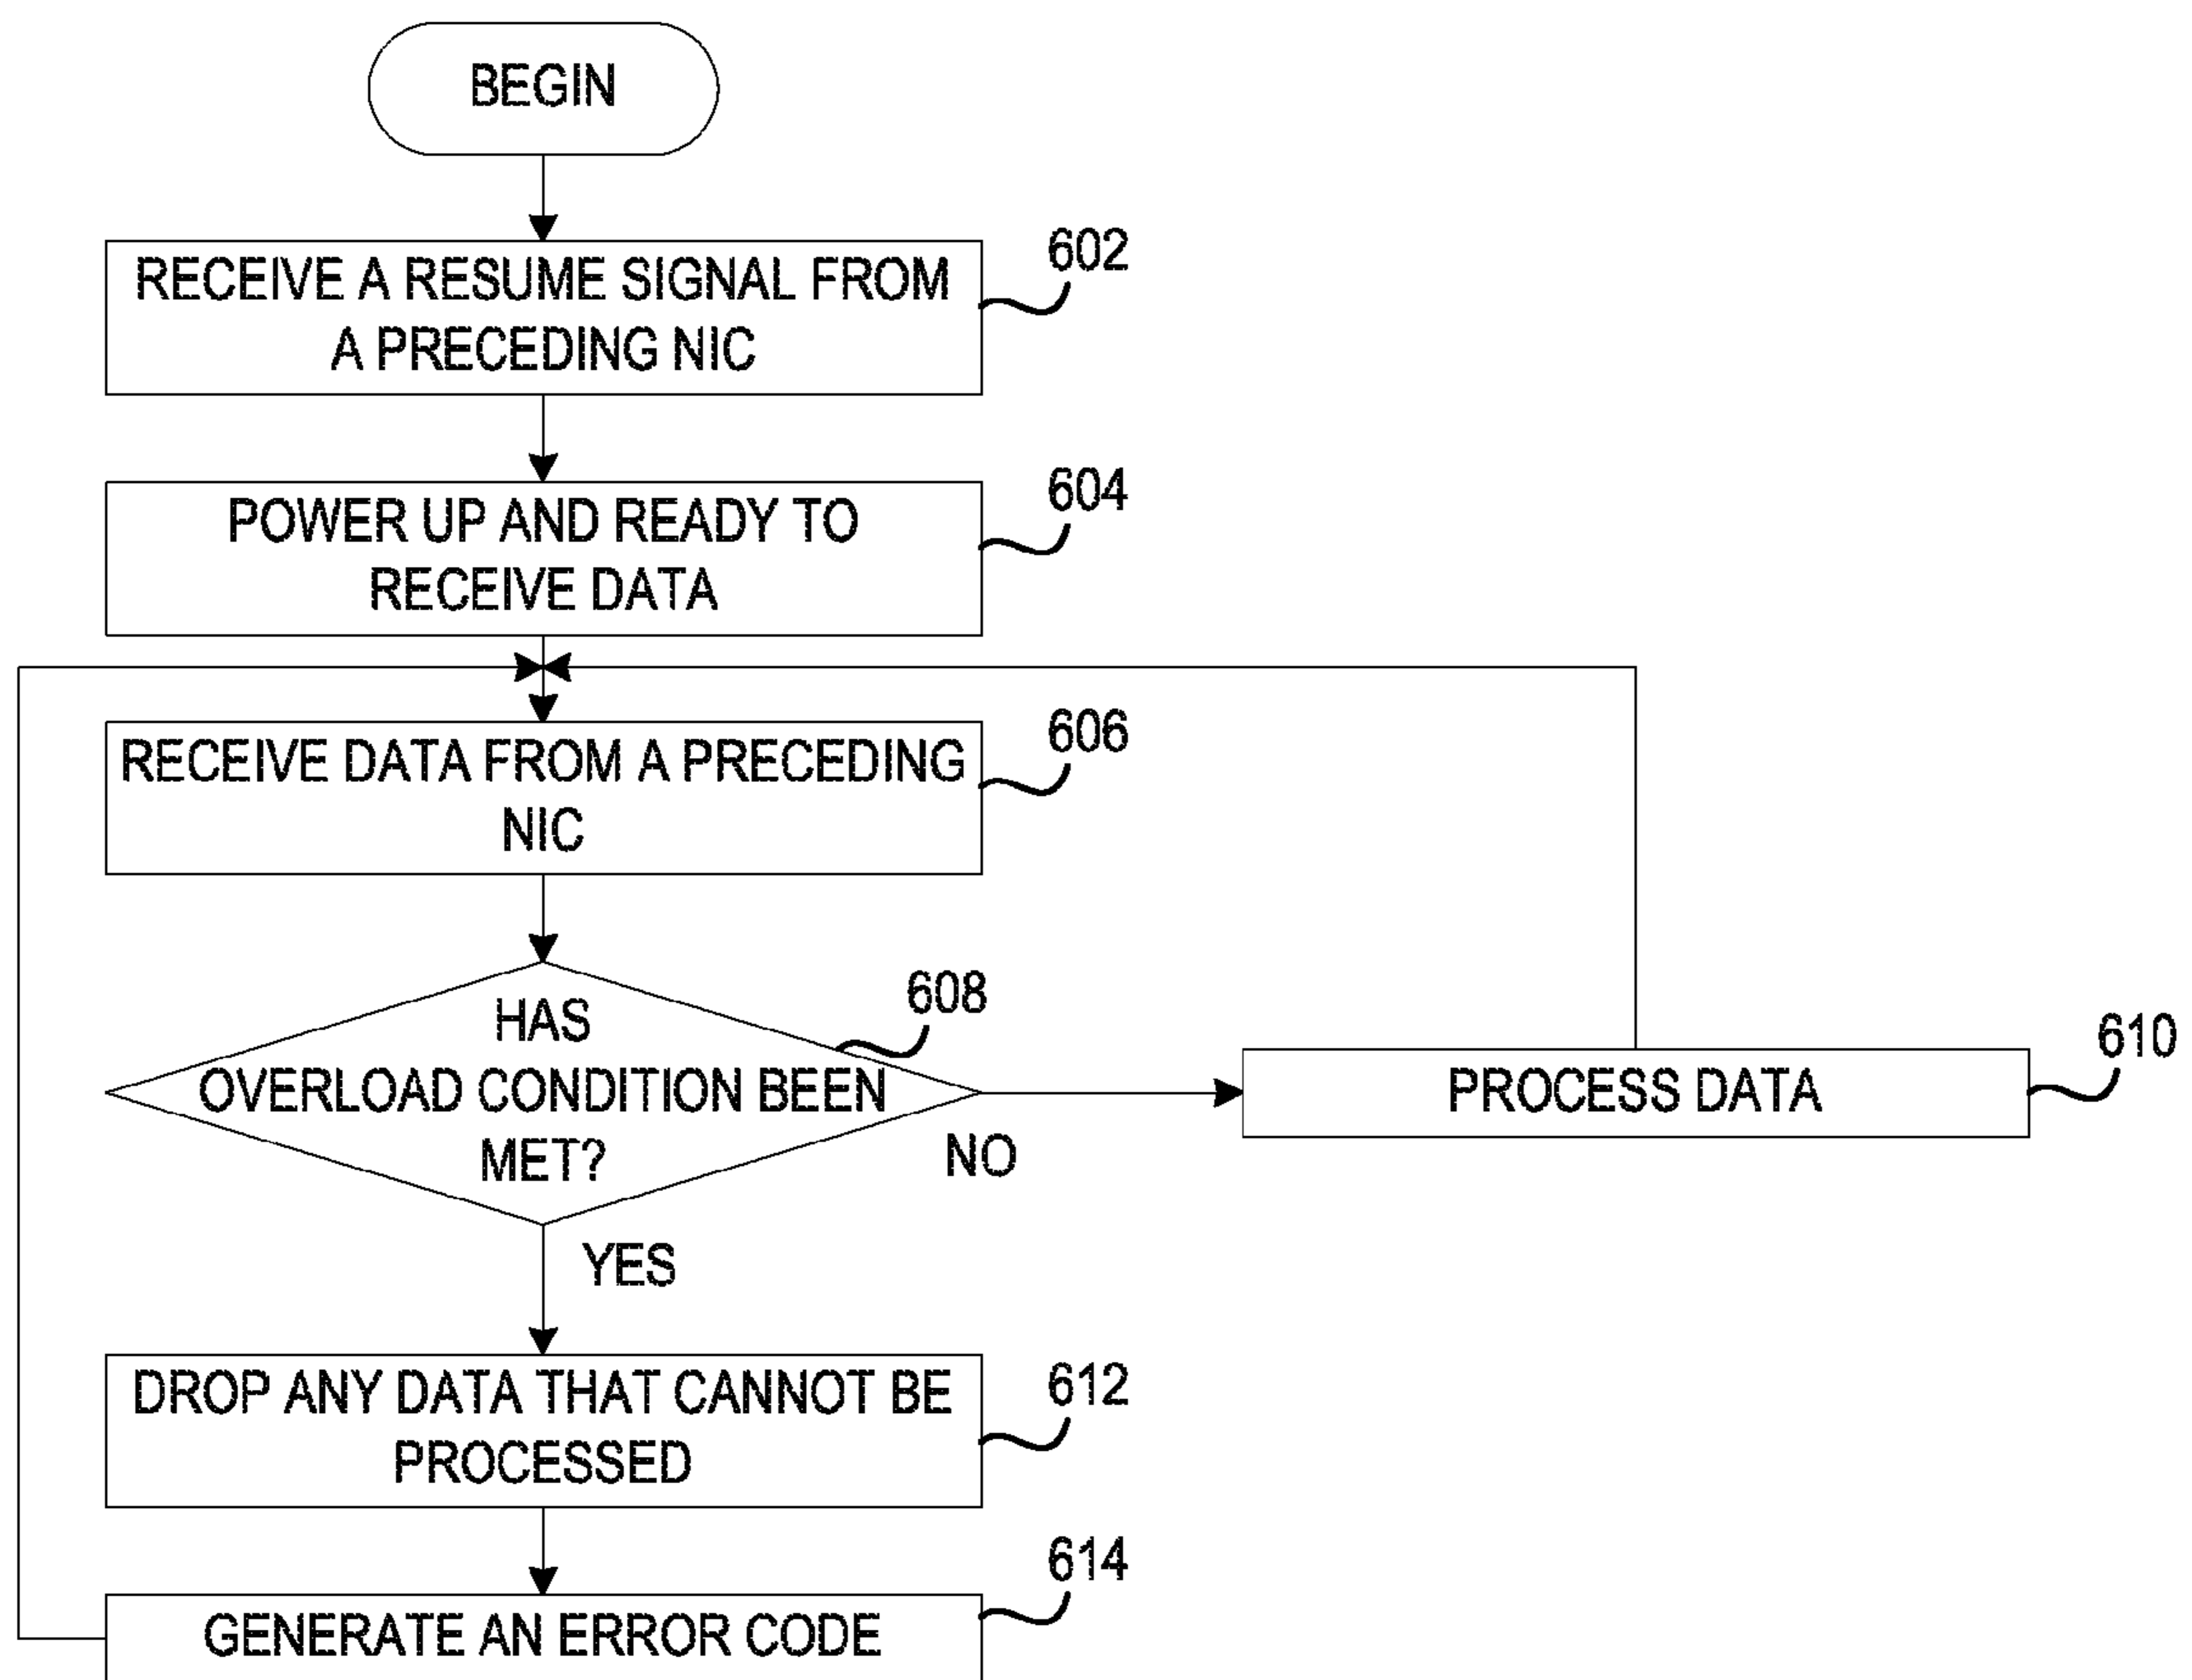 BEGIN
RECEIVE A RESUME SIGNAL FROM
A PRECEDING NIC
602
POWER UP AND READY TO
RECEIVE DATA
604
RECEIVE DATA FROM A PRECEDING
NIC
606
HAS
OVERLOAD CONDITION BEEN
MET?
608
NO
PROCESS DATA
610
YES
DROP ANY DATA THAT CANNOT BE
PROCESSED
612
GENERATE AN ERROR CODE
614